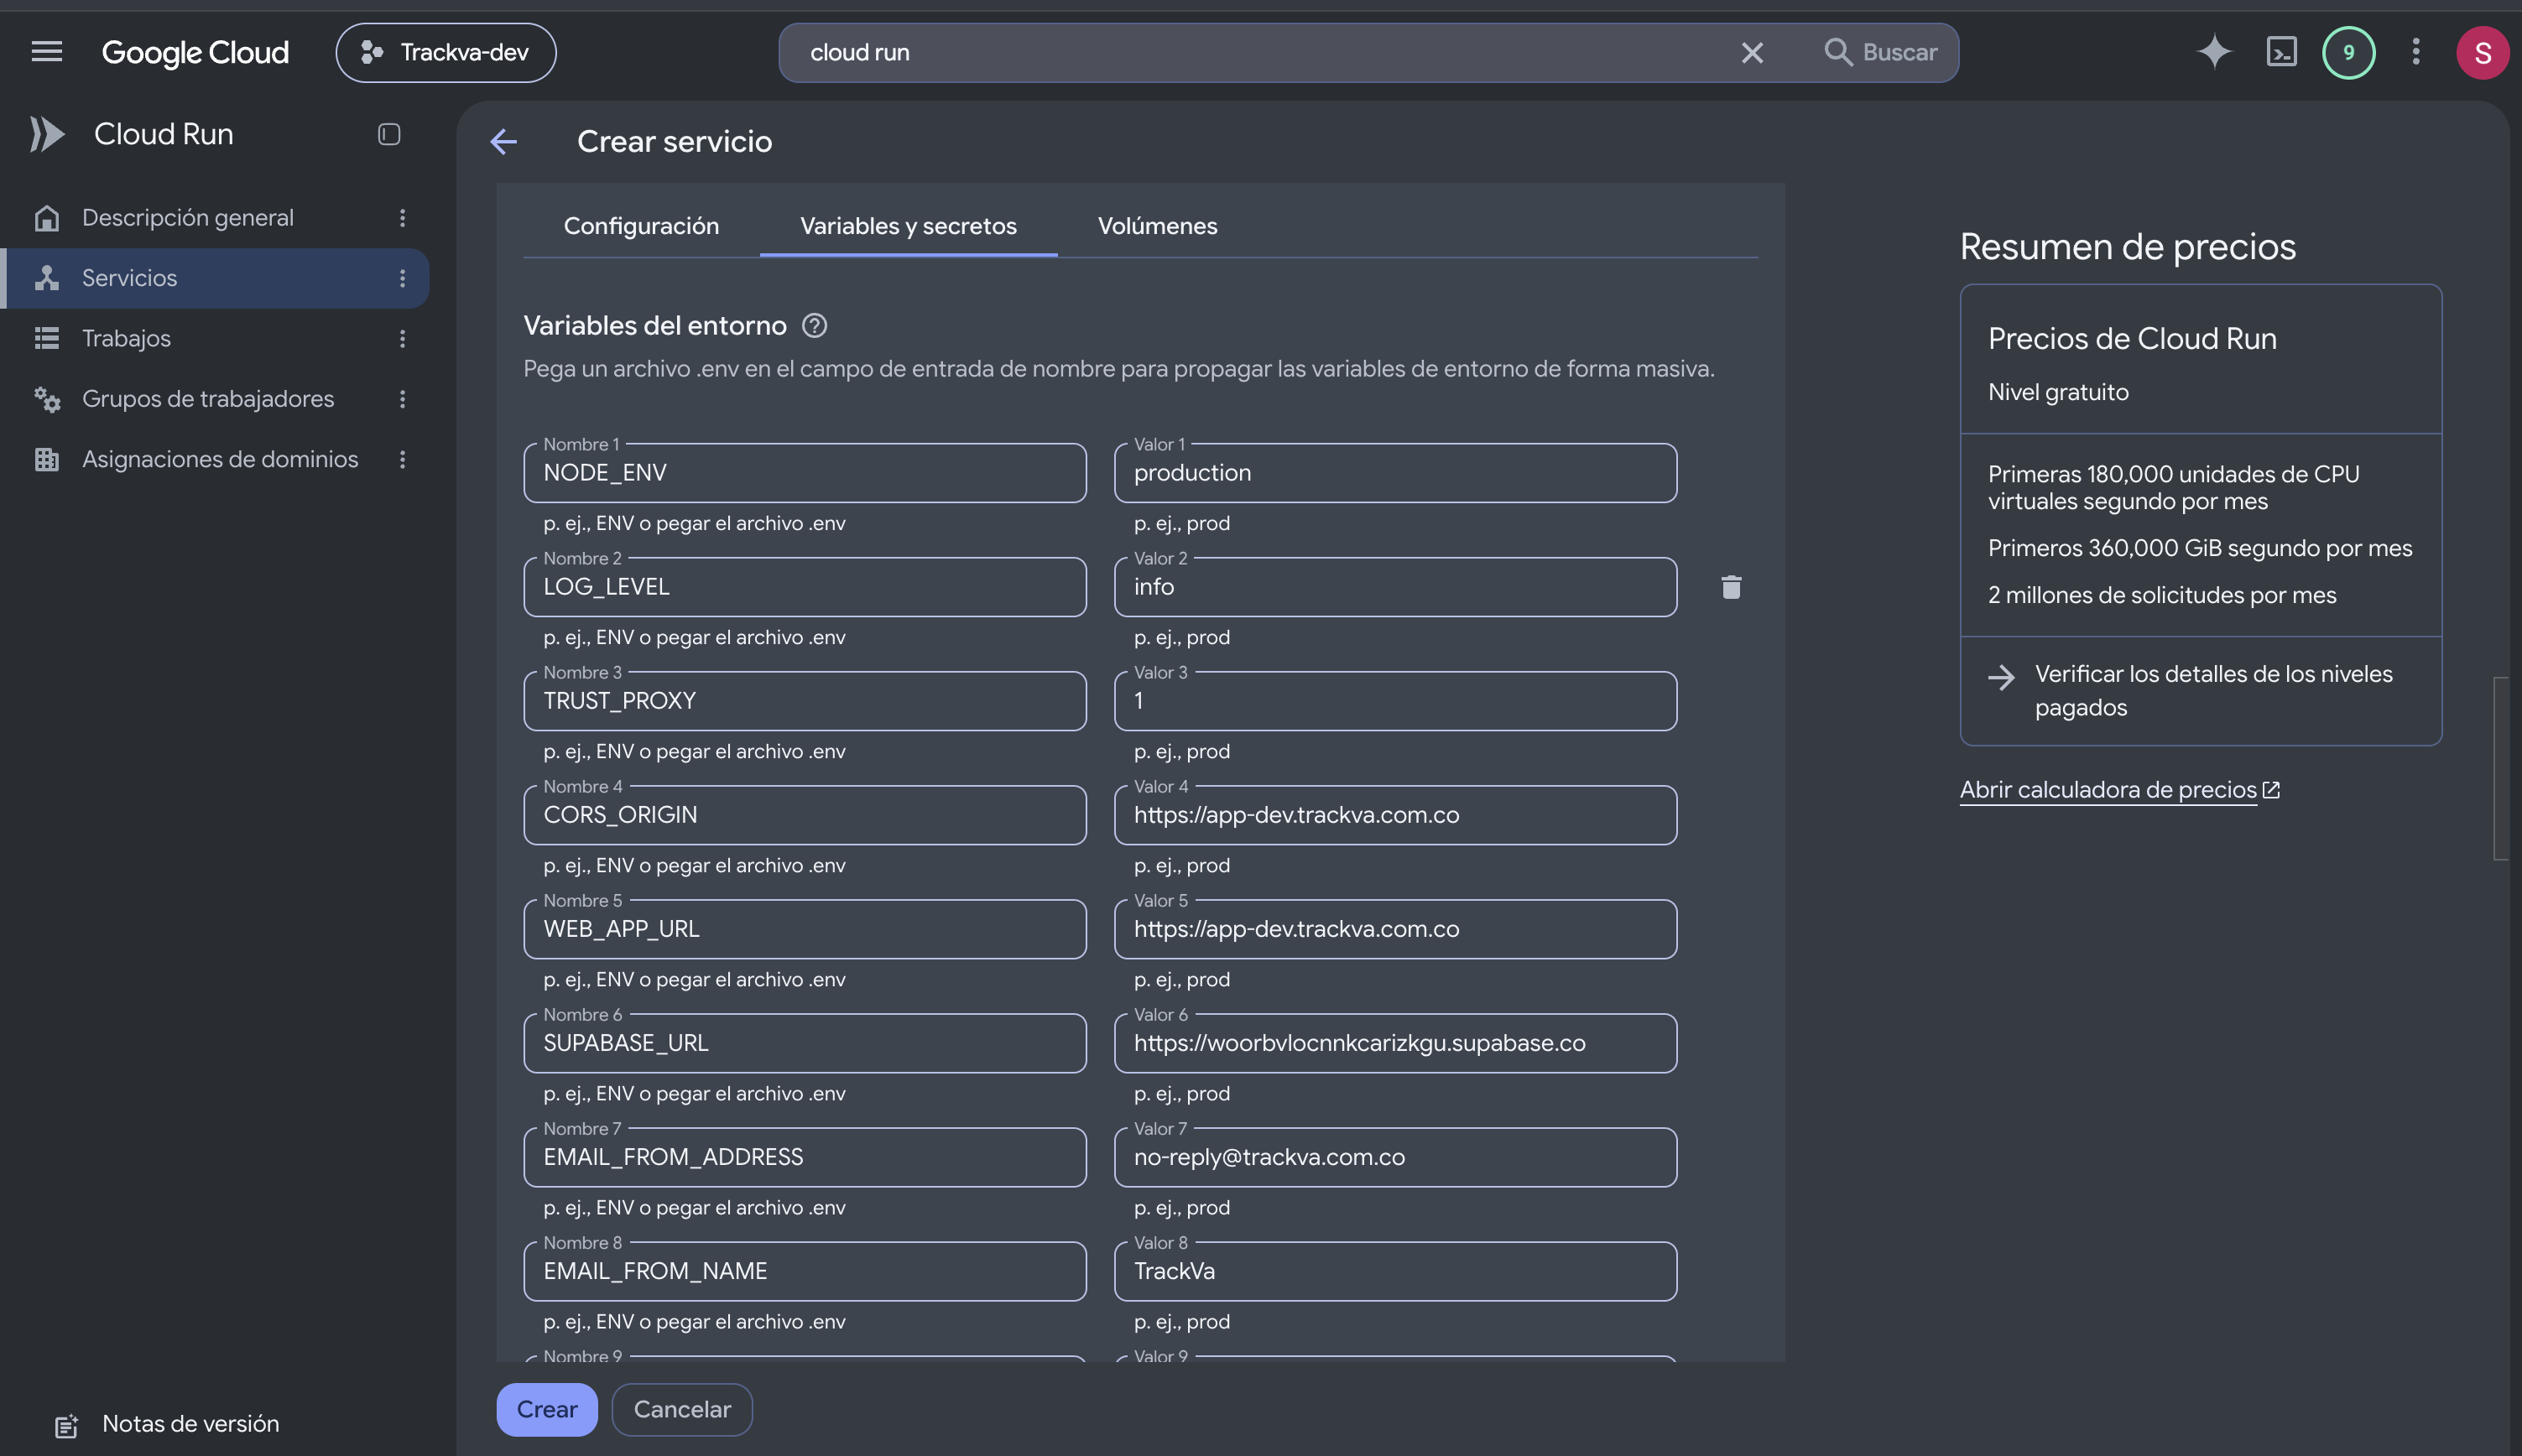 Google Cloud
Trackva-dev
cloud run
Buscar
9
S
Cloud Run
Descripción general
Servicios
Trabajos
Grupos de trabajadores
Asignaciones de dominios
Notas de versión
Crear servicio
Configuración
Variables y secretos
Volúmenes
Variables del entorno
Pega un archivo .env en el campo de entrada de nombre para propagar las variables de entorno de forma masiva.
Nombre 1
NODE_ENV
p. ej., ENV o pegar el archivo .env
Valor 1
production
p. ej., prod
Nombre 2
LOG_LEVEL
p. ej., ENV o pegar el archivo .env
Valor 2
info
p. ej., prod
Nombre 3
TRUST_PROXY
p. ej., ENV o pegar el archivo .env
Valor 3
1
p. ej., prod
Nombre 4
CORS_ORIGIN
p. ej., ENV o pegar el archivo .env
Valor 4
https://app-dev.trackva.com.co
p. ej., prod
Nombre 5
WEB_APP_URL
p. ej., ENV o pegar el archivo .env
Valor 5
https://app-dev.trackva.com.co
p. ej., prod
Nombre 6
SUPABASE_URL
p. ej., ENV o pegar el archivo .env
Valor 6
https://woorbvlocnnkcarizkgu.supabase.co
p. ej., prod
Nombre 7
EMAIL_FROM_ADDRESS
p. ej., ENV o pegar el archivo .env
Valor 7
no-reply@trackva.com.co
p. ej., prod
Nombre 8
EMAIL_FROM_NAME
p. ej., ENV o pegar el archivo .env
Valor 8
TrackVa
p. ej., prod
Nombre 9
Valor 9
Crear
Cancelar
Resumen de precios
Precios de Cloud Run
Nivel gratuito
Primeras 180,000 unidades de CPU
virtuales segundo por mes
Primeros 360,000 GiB segundo por mes
2 millones de solicitudes por mes
Verificar los detalles de los niveles
pagados
Abrir calculadora de precios